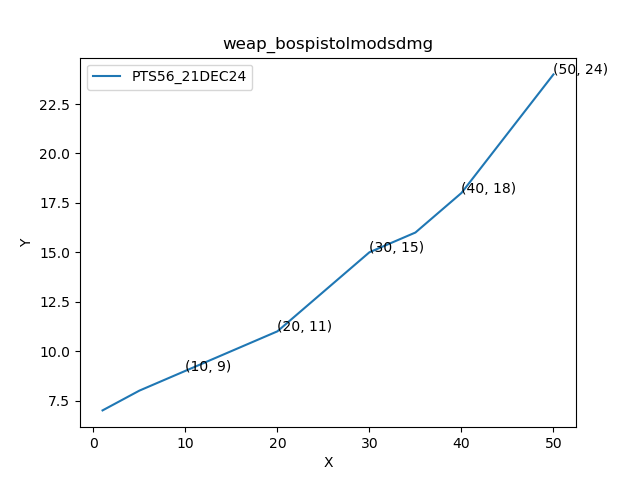 weap_bospistolmodsdmg
PTS56_21DEC24
(50, 24)
22.5
20.0
(40, 18)
17.5
Y
15.0
(30, 15)
12.5
(20, 11)
10.0
(10, 9)
7.5
0 10 20 30 40 50
X